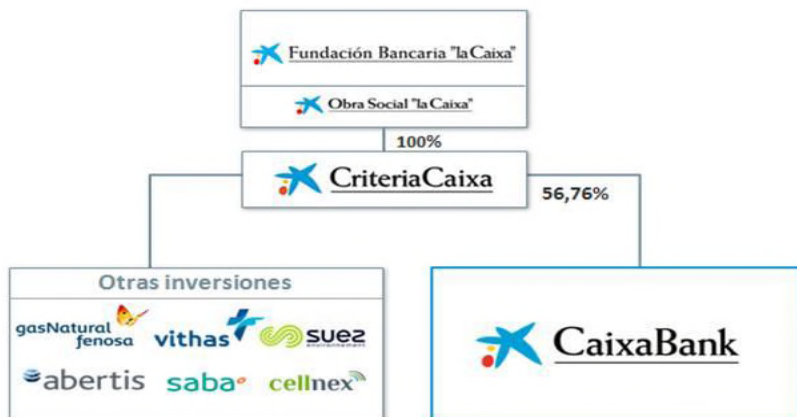 Fundación Bancaria "la Caixa"
Obra Social "la Caixa"
100%
CriteriaCaixa
56,76%
Otras inversiones
gasNatural
fenosa
vithas
suez
environnement
abertis
saba
cellnex
CaixaBank